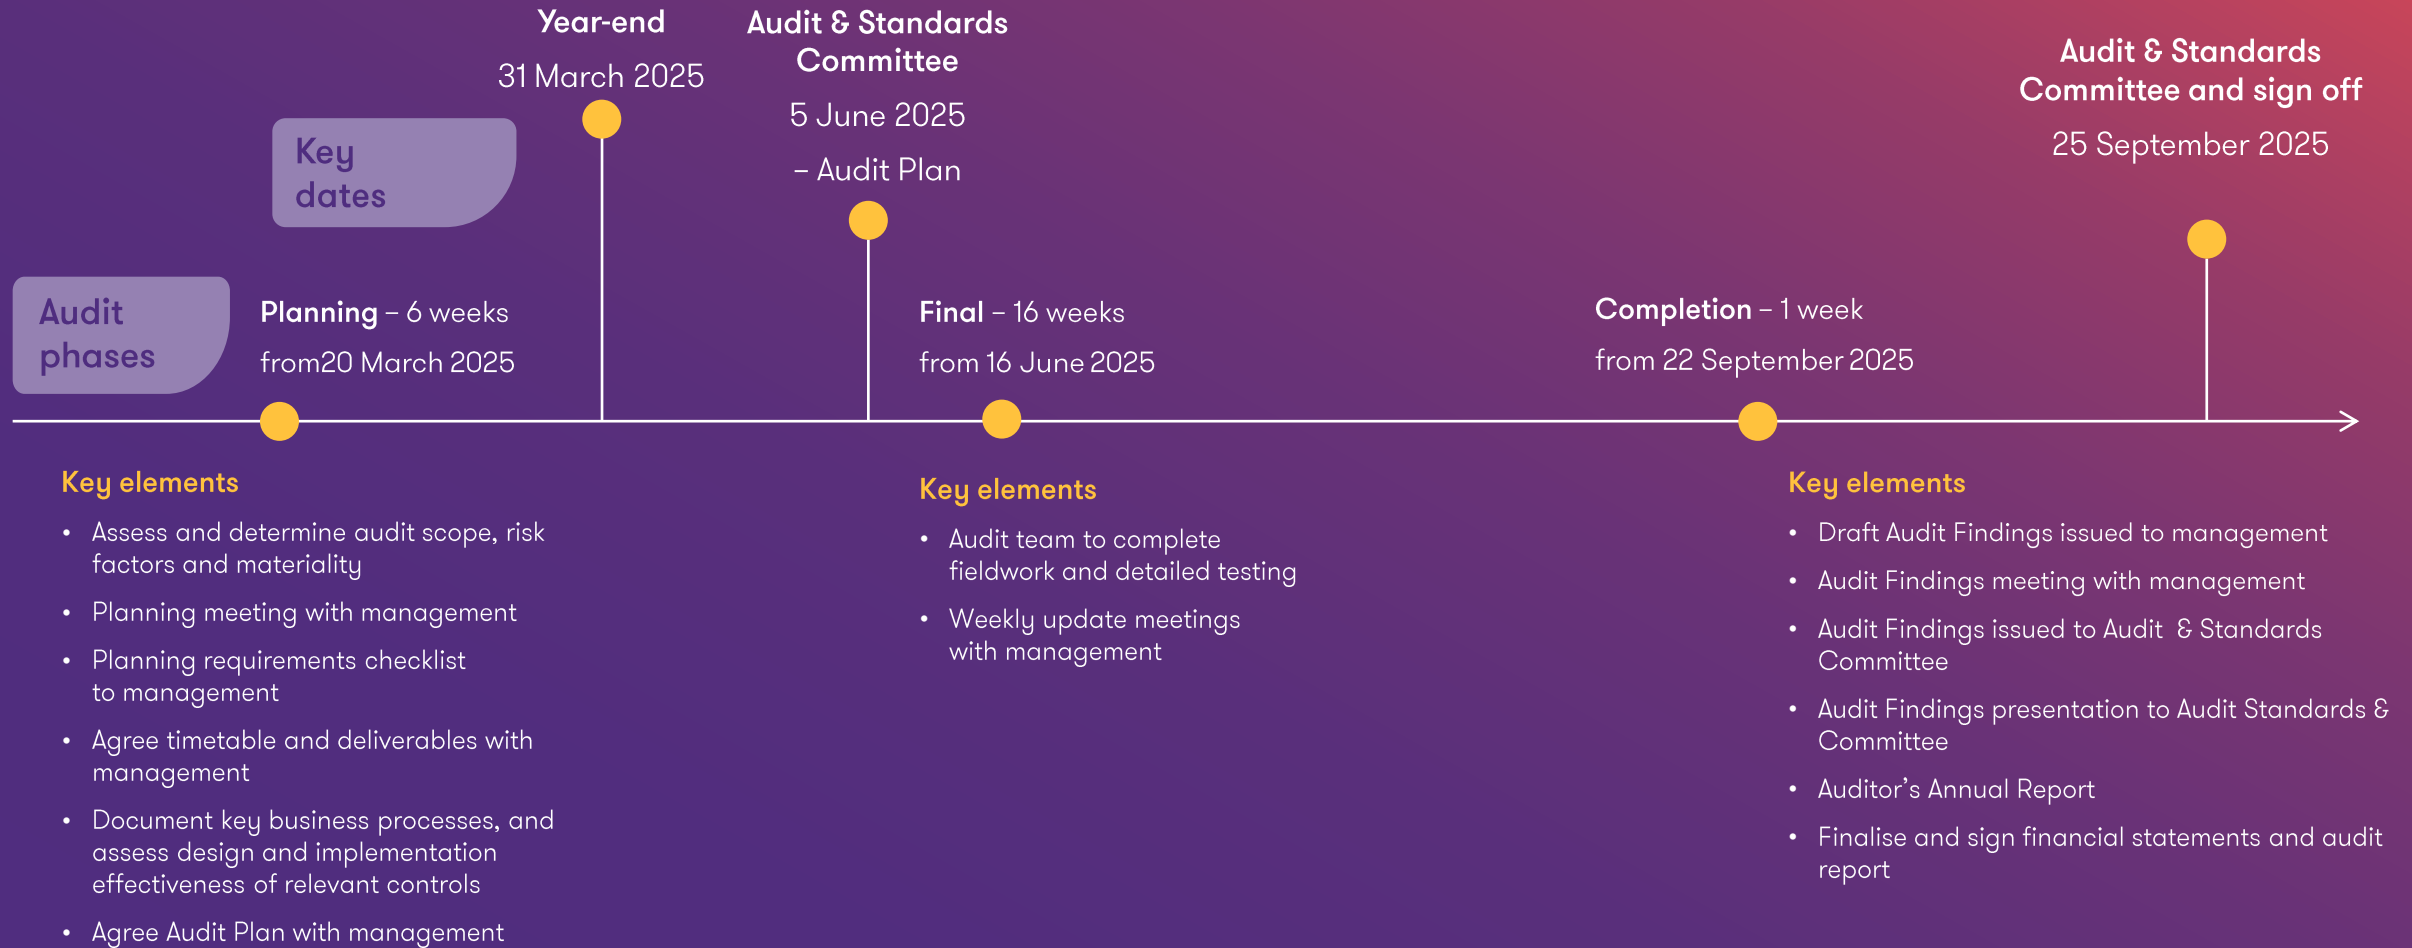 Year-end
31 March 2025
Audit & Standards
Committee
5 June 2025
– Audit Plan
Audit & Standards
Committee and sign off
25 September 2025
Key
dates
Audit
phases
Planning – 6 weeks
from20 March 2025
Final – 16 weeks
from 16 June 2025
Completion – 1 week
from 22 September 2025
Key elements
• Assess and determine audit scope, risk
factors and materiality
• Planning meeting with management
• Planning requirements checklist
to management
• Agree timetable and deliverables with
management
• Document key business processes, and
assess design and implementation
effectiveness of relevant controls
• Agree Audit Plan with management
Key elements
• Audit team to complete
fieldwork and detailed testing
• Weekly update meetings
with management
Key elements
• Draft Audit Findings issued to management
• Audit Findings meeting with management
• Audit Findings issued to Audit & Standards
Committee
• Audit Findings presentation to Audit Standards &
Committee
• Auditor’s Annual Report
• Finalise and sign financial statements and audit
report